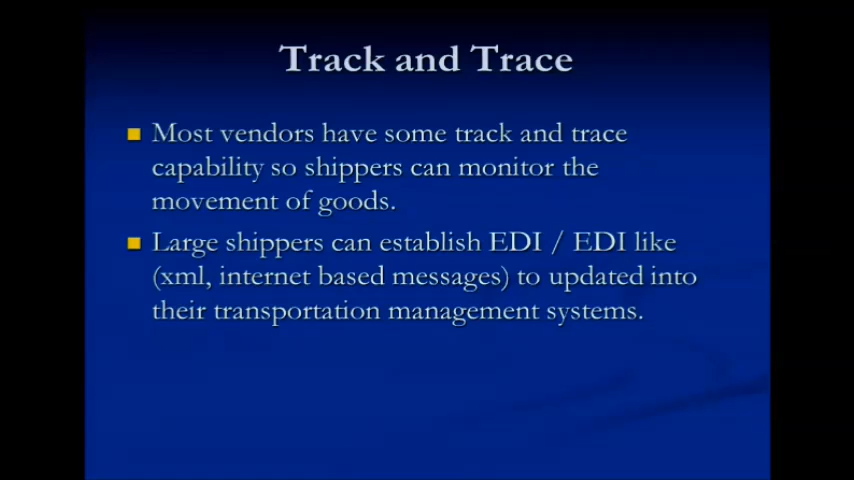 Track and Trace
Most vendors have some track and trace
capability so shippers can monitor the
movement of goods.
Large shippers can establish EDI / EDI like
(xml, internet based messages) to updated into
their transportation management systems.